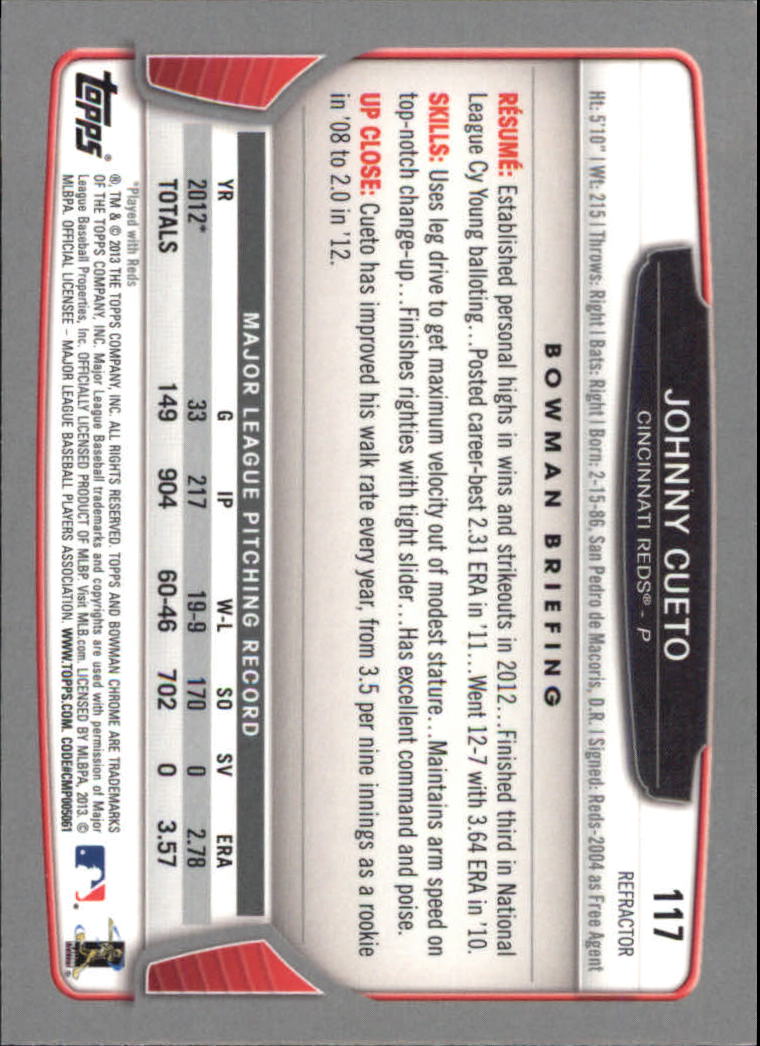 117
REFRACTOR
JOHNNY CUETO
CINCINNATI REDS® - P
Ht: 5'10" | Wt: 215 | Throws: Right | Bats: Right | Born: 2-15-86, San Pedro de Macoris, D.R. | Signed: Reds-2004 as Free Agent
BOWMAN BRIEFING
RÉSUMÉ: Established personal highs in wins and strikeouts in 2012...Finished third in National
League Cy Young balloting...Posted career-best 2.31 ERA in '11...Went 12-7 with 3.64 ERA in '10.
SKILLS: Uses leg drive to get maximum velocity out of modest stature...Maintains arm speed on
top-notch change-up...Finishes righties with tight slider...Has excellent command and poise.
UP CLOSE: Cueto has improved his walk rate every year, from 3.5 per nine innings as a rookie
in '08 to 2.0 in '12.
MAJOR LEAGUE PITCHING RECORD
YR G IP W-L SO SV ERA
2012* 33 217 19-9 170 0 2.78
TOTALS 149 904 60-46 702 0 3.57
*Played with Reds
topps®
®, TM & © 2013 THE TOPPS COMPANY, INC. ALL RIGHTS RESERVED. TOPPS AND BOWMAN CHROME ARE TRADEMARKS
OF THE TOPPS COMPANY, INC. Major League Baseball trademarks and copyrights are used with permission of Major
League Baseball Properties, Inc. OFFICIALLY LICENSED PRODUCT OF MLBP. Visit MLB.com. LICENSED BY MLBPA, 2013. ©
MLBPA. OFFICIAL LICENSEE – MAJOR LEAGUE BASEBALL PLAYERS ASSOCIATION. WWW.TOPPS.COM. CODE#CMP005061